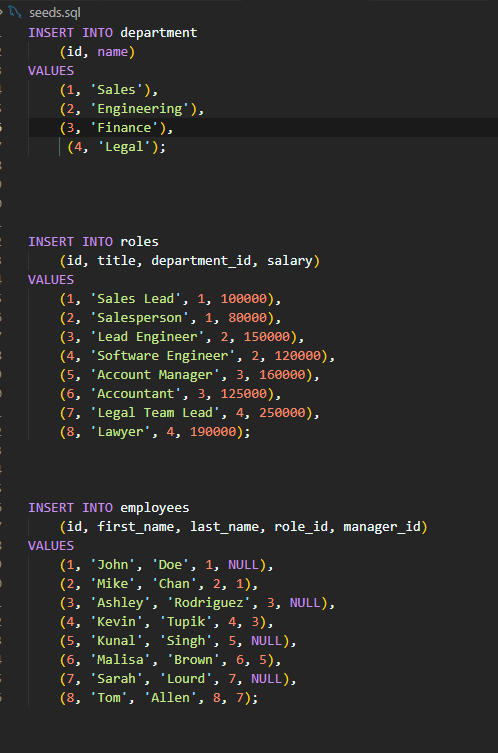 seeds.sql
INSERT INTO department
(id, name)
VALUES
(1, 'Sales'),
(2, 'Engineering'),
(3, 'Finance'),
(4, 'Legal');
INSERT INTO roles
(id, title, department_id, salary)
VALUES
(1, 'Sales Lead', 1, 100000),
(2, 'Salesperson', 1, 80000),
(3, 'Lead Engineer', 2, 150000),
(4, 'Software Engineer', 2, 120000),
(5, 'Account Manager', 3, 160000),
(6, 'Accountant', 3, 125000),
(7, 'Legal Team Lead', 4, 250000),
(8, 'Lawyer', 4, 190000);
INSERT INTO employees
(id, first_name, last_name, role_id, manager_id)
VALUES
(1, 'John', 'Doe', 1, NULL),
(2, 'Mike', 'Chan', 2, 1),
(3, 'Ashley', 'Rodriguez', 3, NULL),
(4, 'Kevin', 'Tupik', 4, 3),
(5, 'Kunal', 'Singh', 5, NULL),
(6, 'Malisa', 'Brown', 6, 5),
(7, 'Sarah', 'Lourd', 7, NULL),
(8, 'Tom', 'Allen', 8, 7);